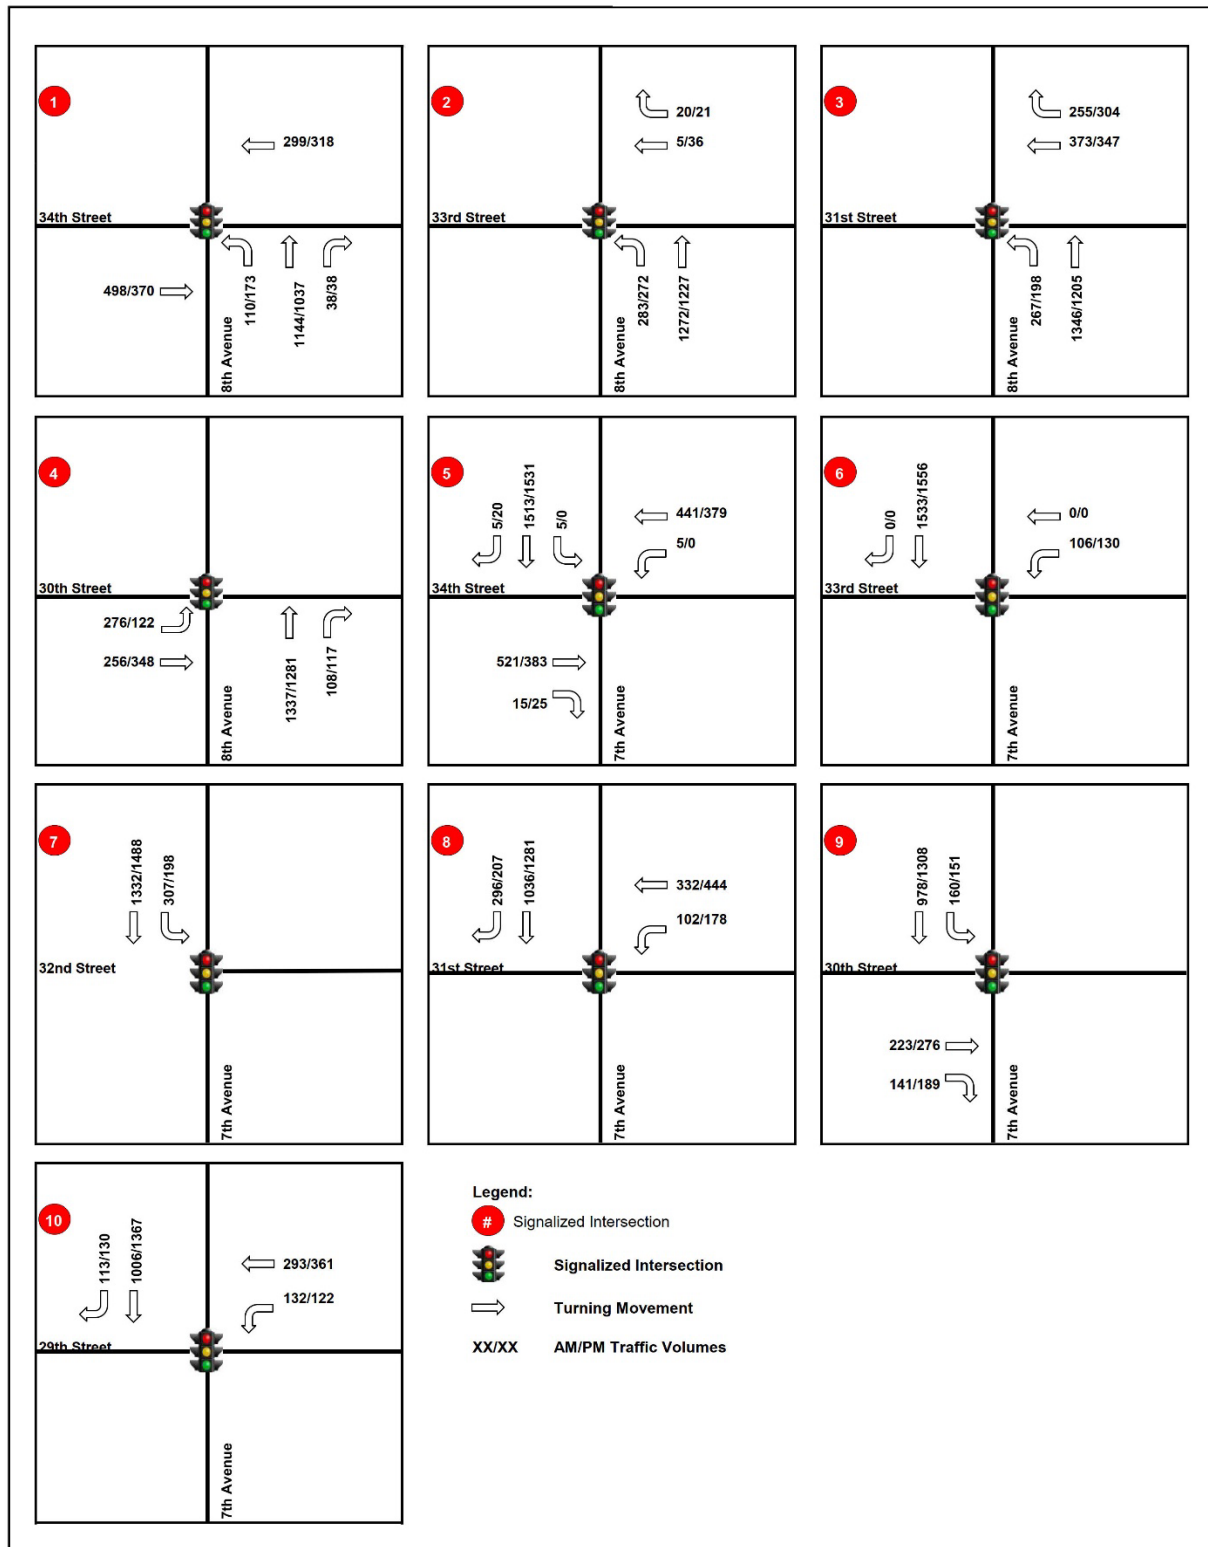 1
299/318
34th Street
498/370
110/173
1144/1037
38/38
8th Avenue
2
20/21
5/36
33rd Street
283/272
1272/1227
8th Avenue
3
255/304
373/347
31st Street
267/198
1346/1205
8th Avenue
4
30th Street
276/122
256/348
1337/1281
108/117
8th Avenue
5
5/20
1513/1531
5/0
441/379
5/0
34th Street
521/383
15/25
7th Avenue
6
0/0
1533/1556
0/0
106/130
33rd Street
7th Avenue
7
1332/1488
307/198
32nd Street
7th Avenue
8
296/207
1036/1281
332/444
102/178
31st Street
7th Avenue
9
978/1308
160/151
30th Street
223/276
141/189
7th Avenue
10
113/130
1006/1367
293/361
132/122
29th Street
7th Avenue
Legend:
# Signalized Intersection
Signalized Intersection
Turning Movement
XX/XX AM/PM Traffic Volumes